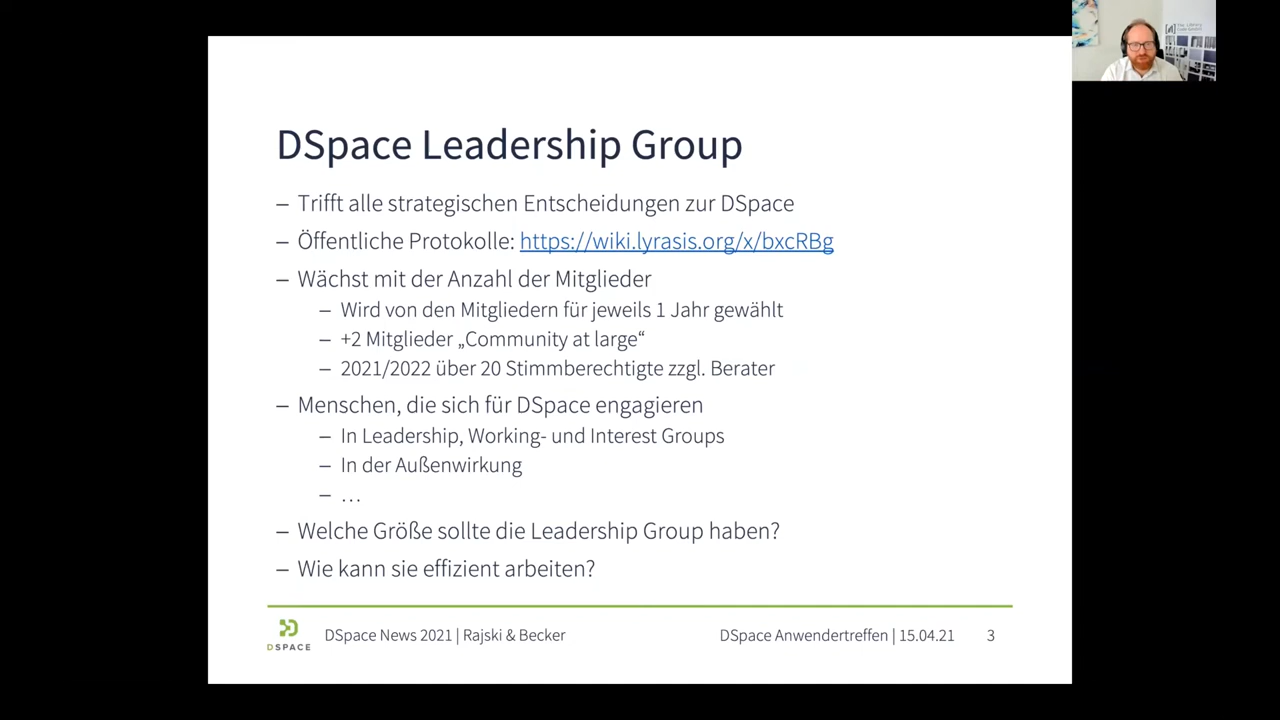 DSpace Leadership Group
– Trifft alle strategischen Entscheidungen zur DSpace
– Öffentliche Protokolle: https://wiki.lyrasis.org/x/bxcRBg
– Wächst mit der Anzahl der Mitglieder
– Wird von den Mitgliedern für jeweils 1 Jahr gewählt
– +2 Mitglieder „Community at large“
– 2021/2022 über 20 Stimmberechtigte zzgl. Berater
– Menschen, die sich für DSpace engagieren
– In Leadership, Working- und Interest Groups
– In der Außenwirkung
– …
– Welche Größe sollte die Leadership Group haben?
– Wie kann sie effizient arbeiten?
DSPACE
DSpace News 2021 | Rajski & Becker
DSpace Anwendertreffen | 15.04.21
3